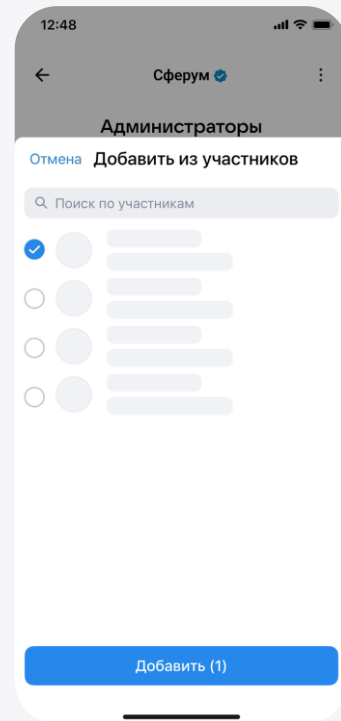 12:48
Сферум
Администраторы
Отмена Добавить из участников
Поиск по участникам
Добавить (1)